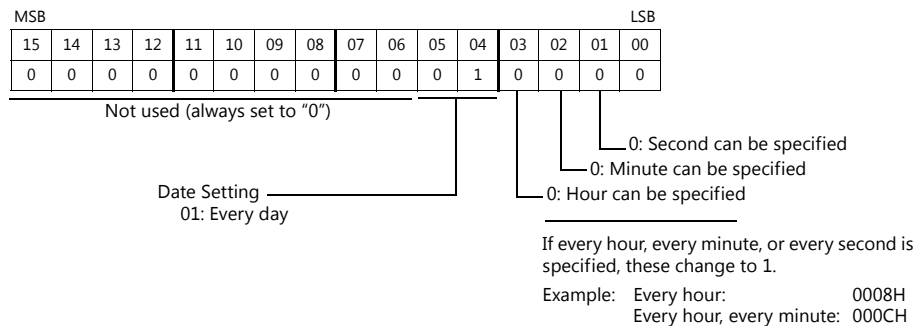 MSB LSB
15 14 13 12 11 10 09 08 07 06 05 04 03 02 01 00
0 0 0 0 0 0 0 0 0 0 0 1 0 0 0 0
Not used (always set to “0”)
0: Second can be specified
0: Minute can be specified
Date Setting
0: Hour can be specified
01: Every day
If every hour, every minute, or every second is
specified, these change to 1.
Example: Every hour: 0008H
Every hour, every minute: 000CH